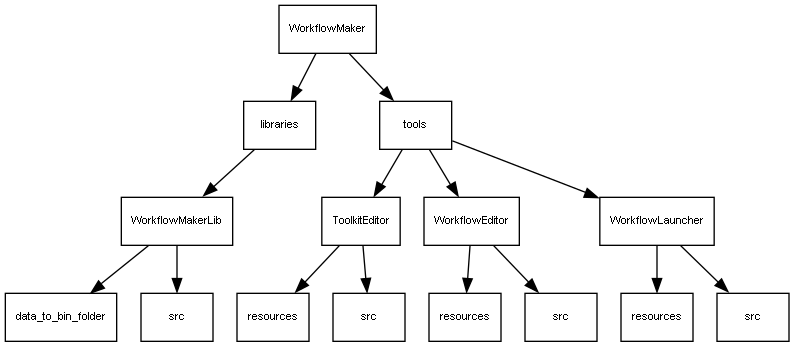 WorkflowMaker
libraries
tools
WorkflowMakerLib
ToolkitEditor
WorkflowEditor
WorkflowLauncher
data_to_bin_folder
src
resources
src
resources
src
resources
src